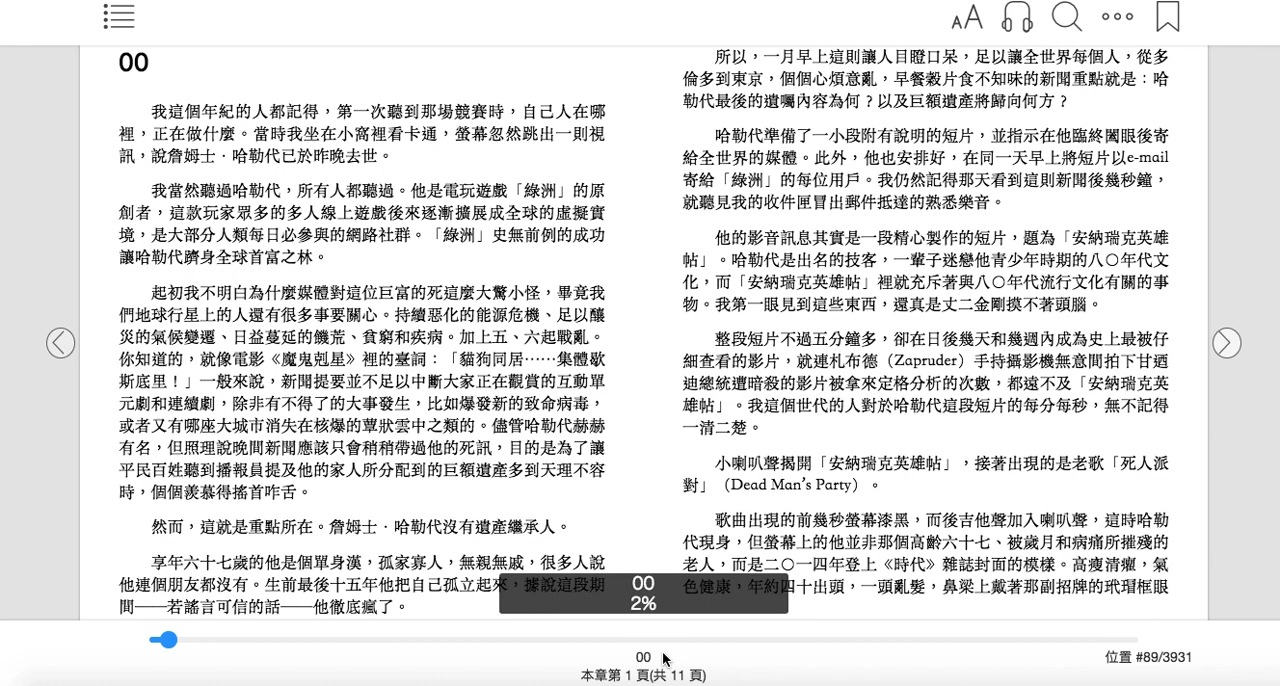 AA
00
我這個年紀的人都記得，第一次聽到那場競賽時，自己人在哪
裡，正在做什麼。當時我坐在小窩裡看卡通，螢幕忽然跳出一則視
訊，說詹姆士．哈勒代已於昨晚去世。
我當然聽過哈勒代，所有人都聽過。他是電玩遊戲「綠洲」的原
創者，這款玩家眾多的多人線上遊戲後來逐漸擴展成全球的虛擬實
境，是大部分人類每日必參與的網路社群。「綠洲」史無前例的成功
讓哈勒代躋身全球首富之林。
起初我不明白為什麼媒體對這位巨富的死這麼大驚小怪，畢竟我
們地球行星上的人還有很多事要關心。持續惡化的能源危機、足以釀
災的氣候變遷、日益蔓延的饑荒、貧窮和疾病。加上五、六起戰亂。
你知道的，就像電影《魔鬼剋星》裡的臺詞：「貓狗同居⋯⋯集體歇
斯底里！」一般來說，新聞提要並不足以中斷大家正在觀賞的互動單
元劇和連續劇，除非有不得了的大事發生，比如爆發新的致命病毒，
或者又有哪座大城市消失在核爆的蕈狀雲中之類的。儘管哈勒代赫赫
有名，但照理說晚間新聞應該只會稍稍帶過他的死訊，目的是為了讓
平民百姓聽到播報員提及他的家人所分配到的巨額遺產多到天理不容
時，個個羨慕得搖首咋舌。
然而，這就是重點所在。詹姆士．哈勒代沒有遺產繼承人。
享年六十七歲的他是個單身漢，孤家寡人，無親無戚，很多人說
他連個朋友都沒有。生前最後十五年他把自己孤立起來，據說這段期
間——若謠言可信的話——他徹底瘋了。
所以，一月早上這則讓人目瞪口呆，足以讓全世界每個人，從多
倫多到東京，個個心煩意亂，早餐穀片食不知味的新聞重點就是：哈
勒代最後的遺囑內容為何？以及巨額遺產將歸向何方？
哈勒代準備了一小段附有說明的短片，並指示在他臨終闔眼後寄
給全世界的媒體。此外，他也安排好，在同一天早上將短片以e-mail
寄給「綠洲」的每位用戶。我仍然記得那天看到這則新聞後幾秒鐘，
就聽見我的收件匣冒出郵件抵達的熟悉樂音。
他的影音訊息其實是一段精心製作的短片，題為「安納瑞克英雄
帖」。哈勒代是出名的技客，一輩子迷戀他青少年時期的八〇年代文
化，而「安納瑞克英雄帖」裡就充斥著與八〇年代流行文化有關的事
物。我第一眼見到這些東西，還真是丈二金剛摸不著頭腦。
整段短片不過五分鐘多，卻在日後幾天和幾週內成為史上最被仔
細查看的影片，就連札布德（Zapruder）手持攝影機無意間拍下甘迺
迪總統遭暗殺的影片被拿來定格分析的次數，都遠不及「安納瑞克英
雄帖」。我這個世代的人對於哈勒代這段短片的每分每秒，無不記得
一清二楚。
小喇叭聲揭開「安納瑞克英雄帖」，接著出現的是老歌「死人派
對」（Dead Man's Party）。
歌曲出現的前幾秒螢幕漆黑，而後吉他聲加入喇叭聲，這時哈勒
代現身，但螢幕上的他並非那個高齡六十七、被歲月和病痛所摧殘的
老人，而是二〇一四年登上《時代》雜誌封面的模樣。高瘦清癯，氣
色健康，年約四十出頭，一頭亂髮，鼻梁上戴著那副招牌的玳瑁框眼
00
2%
00
位置 #89/3931
本章第 1 頁(共 11 頁)